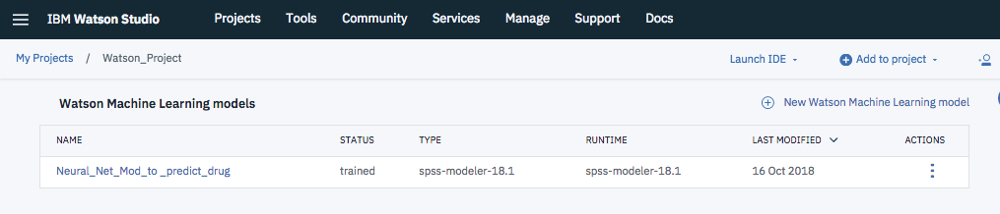 IBM Watson Studio Projects Tools Community Services Manage Support Docs
My Projects / Watson_Project Launch IDE Add to project
Watson Machine Learning models New Watson Machine Learning model
NAME STATUS TYPE RUNTIME LAST MODIFIED ACTIONS
Neural_Net_Mod_to _predict_drug trained spss-modeler-18.1 spss-modeler-18.1 16 Oct 2018